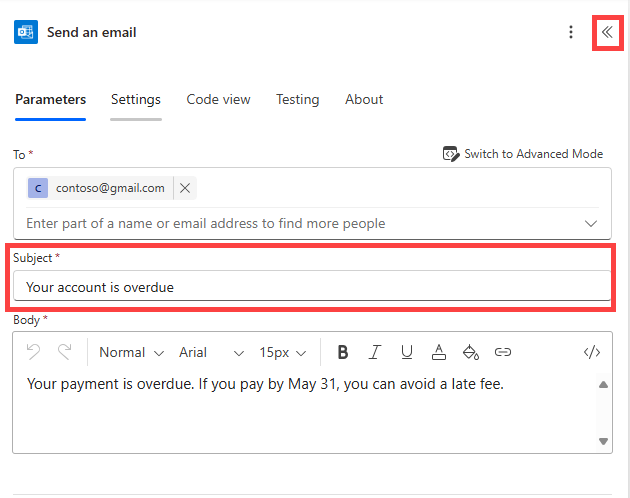 Send an email
Parameters Settings Code view Testing About
To * Switch to Advanced Mode
C contoso@gmail.com
Enter part of a name or email address to find more people
Subject *
Your account is overdue
Body *
Normal Arial 15px B I U A </>
Your payment is overdue. If you pay by May 31, you can avoid a late fee.